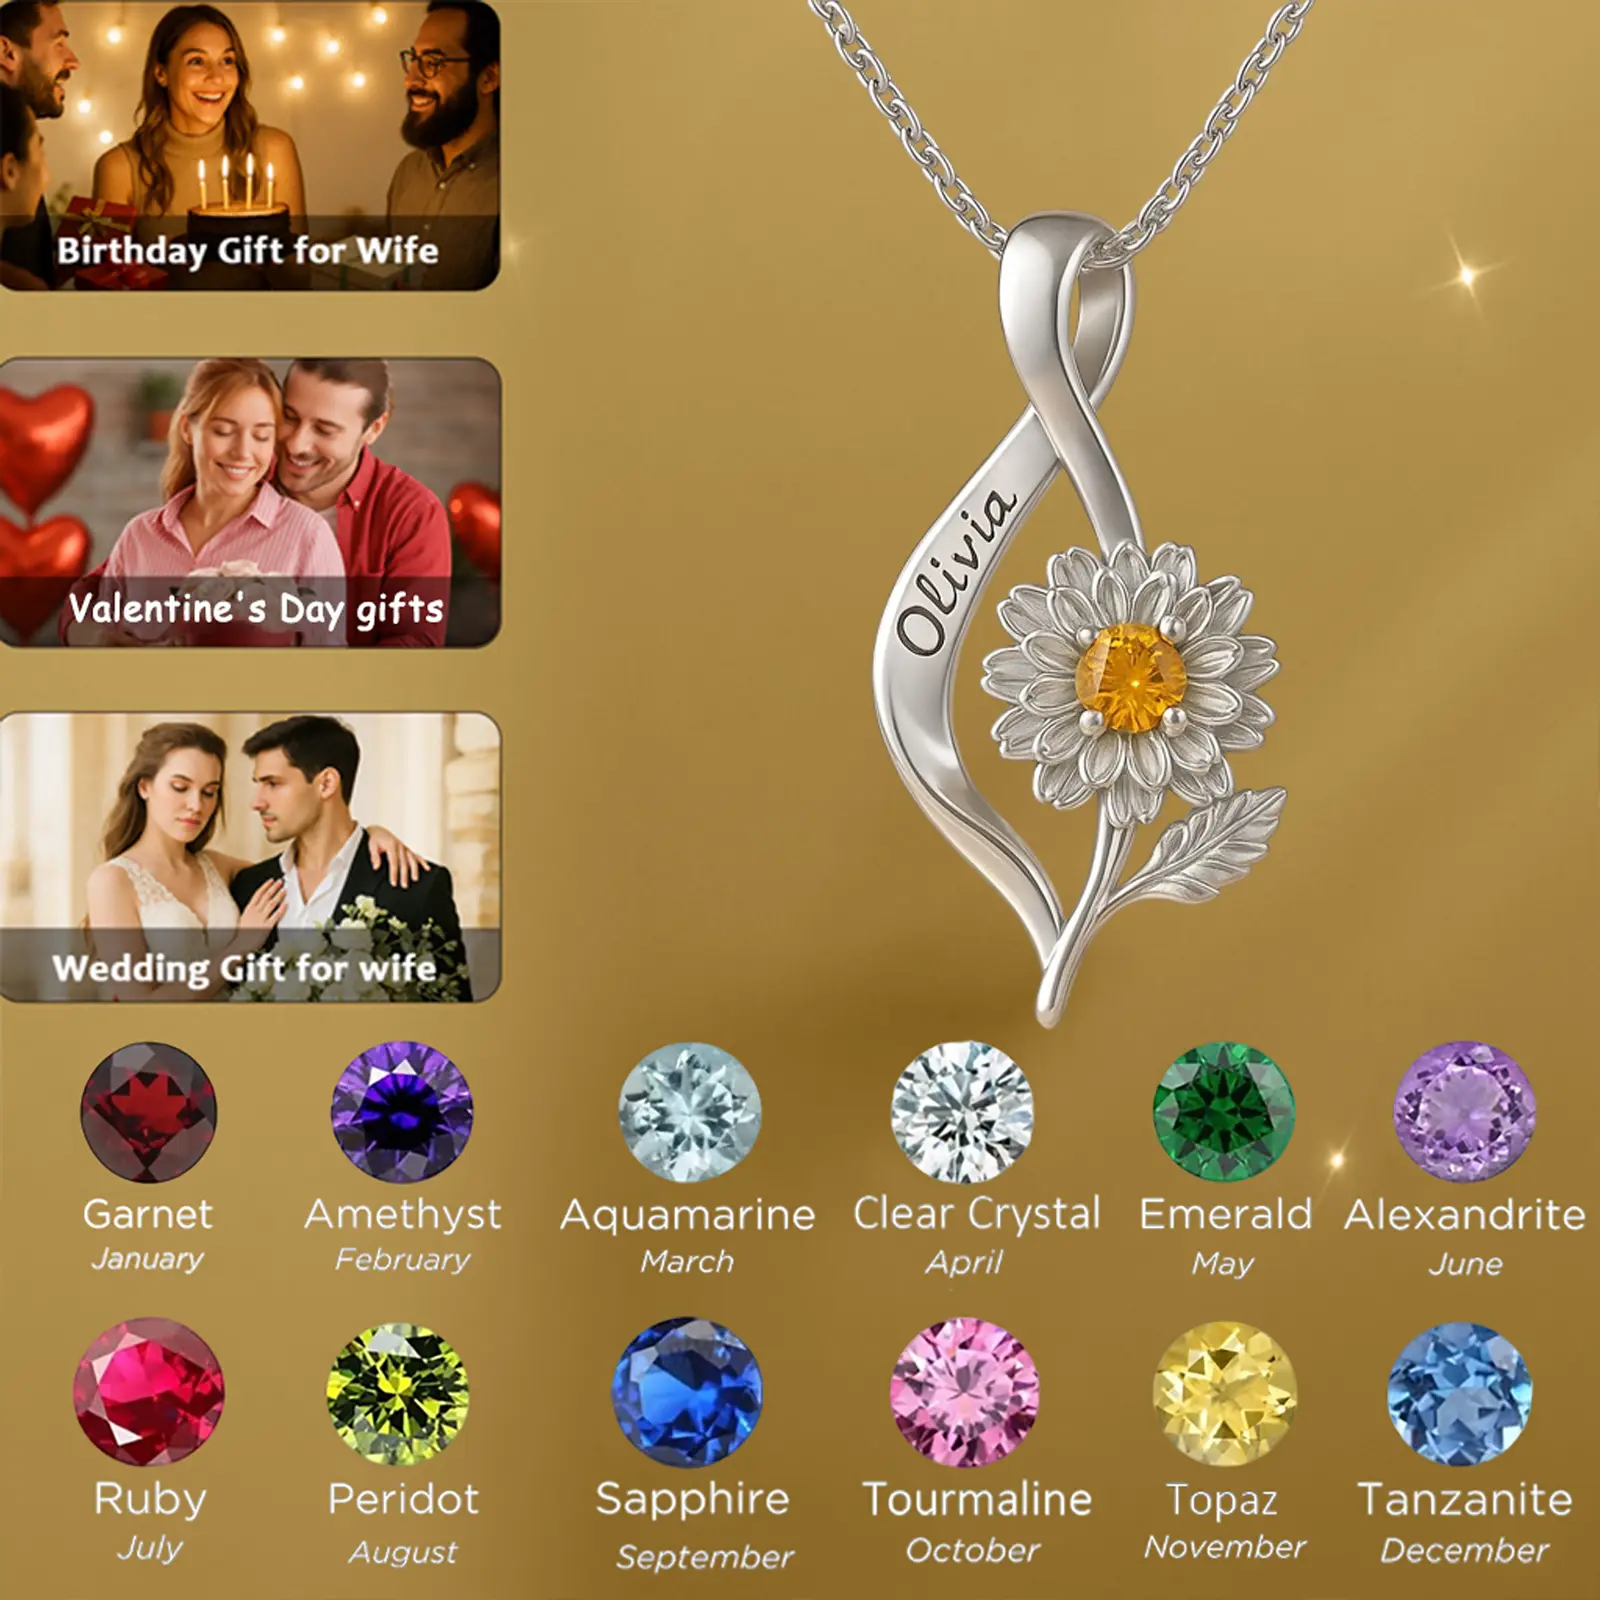 Birthday Gift for Wife
Valentine's Day gifts
Wedding Gift for wife
Olivia
Garnet
January
Amethyst
February
Aquamarine
March
Clear Crystal
April
Emerald
May
Alexandrite
June
Ruby
July
Peridot
August
Sapphire
September
Tourmaline
October
Topaz
November
Tanzanite
December